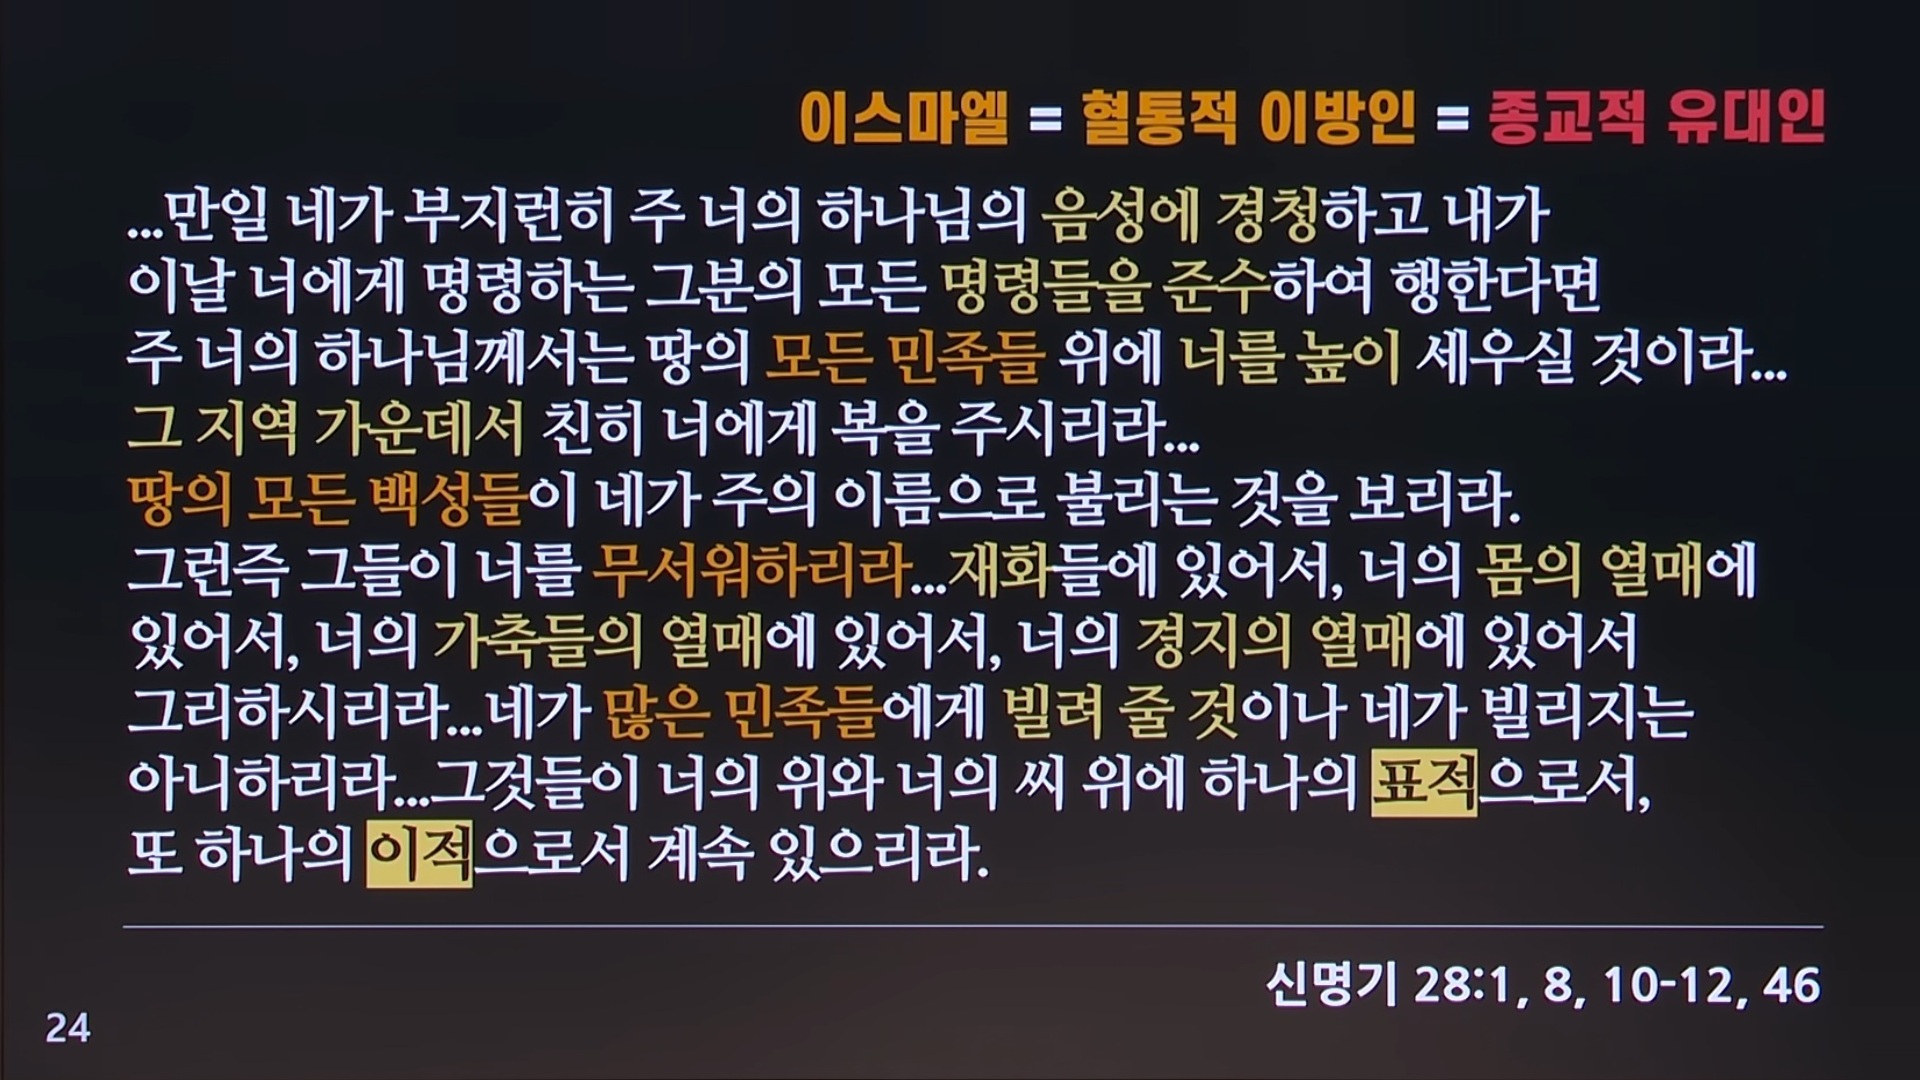 이스마엘 = 혈통적 이방인 = 종교적 유대인
...만일 네가 부지런히 주 너의 하나님의 음성에 경청하고 내가
이날 너에게 명령하는 그분의 모든 명령들을 준수하여 행한다면
주 너의 하나님께서는 땅의 모든 민족들 위에 너를 높이 세우실 것이라...
그 지역 가운데서 친히 너에게 복을 주시리라...
땅의 모든 백성들이 네가 주의 이름으로 불리는 것을 보리라.
그런즉 그들이 너를 무서워하리라...재화들에 있어서, 너의 몸의 열매에
있어서, 너의 가축들의 열매에 있어서, 너의 경지의 열매에 있어서
그리하시리라...네가 많은 민족들에게 빌려 줄 것이나 네가 빌리지는
아니하리라...그것들이 너의 위와 너의 씨 위에 하나의 표적으로서,
또 하나의 이적으로서 계속 있으리라.
신명기 28:1, 8, 10-12, 46
24